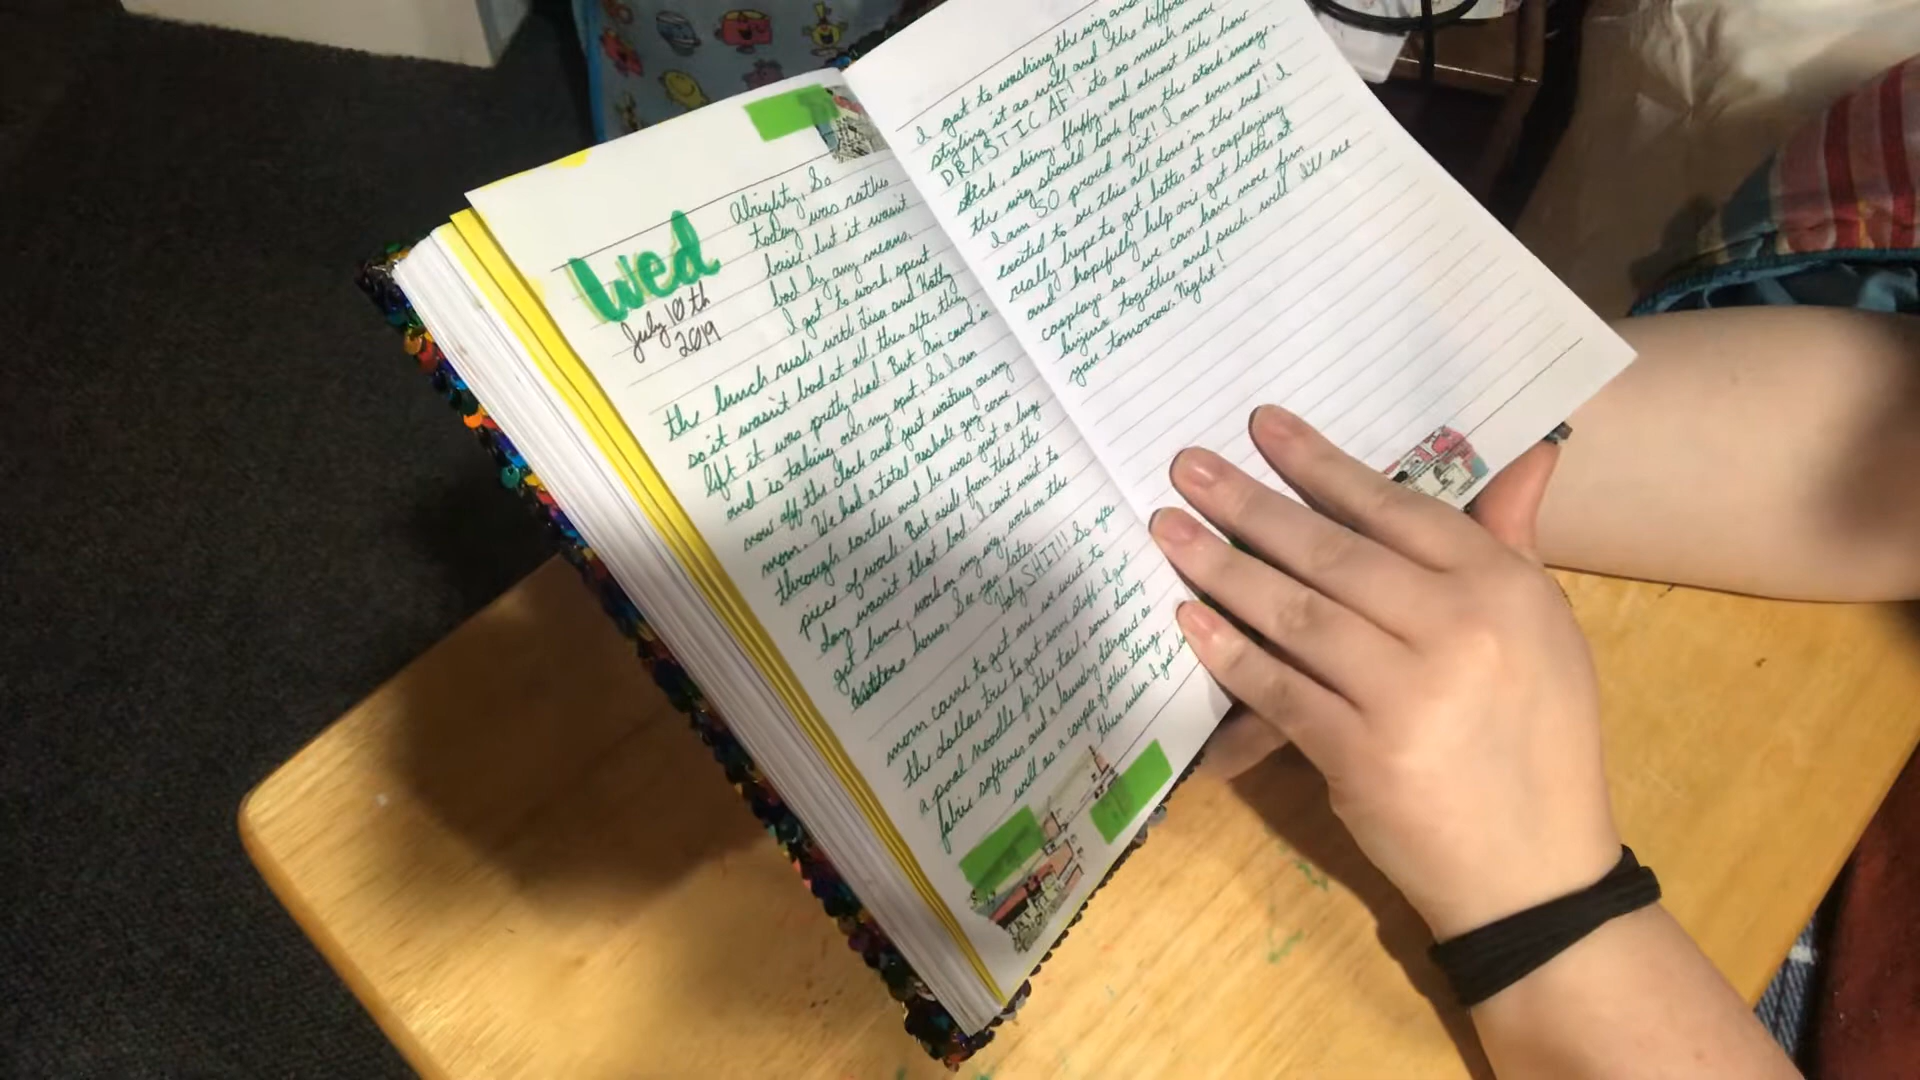 Wed
July 10th
2019
Alrighty, So
today was rather
basic, but it wasn't
bad by any means,
I got to work, spent
the lunch rush with Lisa and Kathy
so it wasn't bad at all then after they
left it was pretty dead. But Am came in
and is taking over my spot, So I am
now off the clock and just waiting on my
mom. We had a total asshole guy come
through earlier and he was just a huge
piece of work. But aside from that, the
day wasn't that bad. I can't wait to
get home, work on my wig, work on the
house, See you later.
Holy SHIT!! So after
mom came to get me we went to
the dollar tree to get some stuff. I got
a pool noodle for the tail, some downy
fabric softener and a laundry detergent as
well as a couple of other things.
then when I got
I got to washing the wig and
styling it as well and the
DRASTIC AF! it's so much more
thick, shiny, fluffy, and almost like how
the wig should look from the stock image.
I am SO proud of it! I am even more
excited to see this all done in the end!! I
really hope to get better at cosplaying
and hopefully help get better at
cosplays so we can have more fun
together and such. well I'll see
you tomorrow. Night!